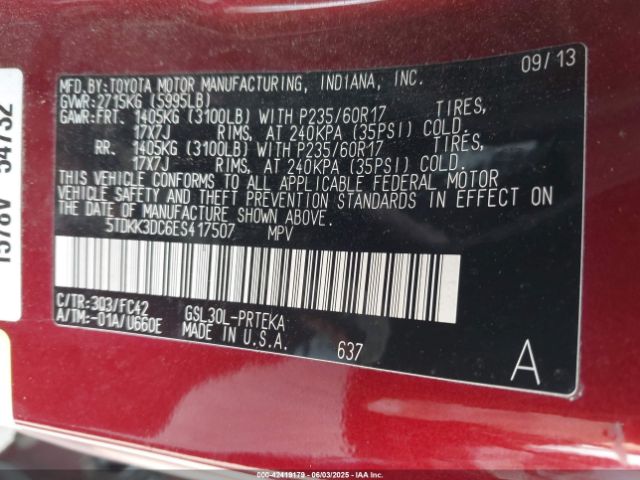 MFD. BY: TOYOTA MOTOR MANUFACTURING, INDIANA, INC. 09/13
GVWR: 2715KG (5995LB)
GAWR: FRT. 1405KG (3100LB) WITH P235/60R17 TIRES,
17X7J RIMS, AT 240KPA (35PSI) COLD.
RR. 1405KG (3100LB) WITH P235/60R17 TIRES,
17X7J RIMS, AT 240KPA (35PSI) COLD.
THIS VEHICLE CONFORMS TO ALL APPLICABLE FEDERAL MOTOR
VEHICLE SAFETY AND THEFT PREVENTION STANDARDS IN EFFECT ON
THE DATE OF MANUFACTURE SHOWN ABOVE.
5TDKK3DC6ES417507 MPV
C/TR: 3Q3/FC42 GSL30L-PRTEKA
A/TM: -01A/U660E MADE IN U.S.A. 637 A
000-42419179 - 06/03/2025 - IAAI.COM